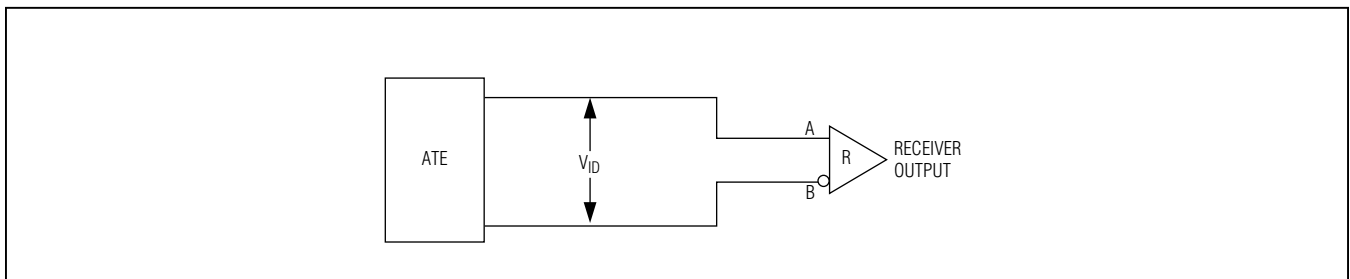 ATE
V_ID
A
B
R
RECEIVER
OUTPUT